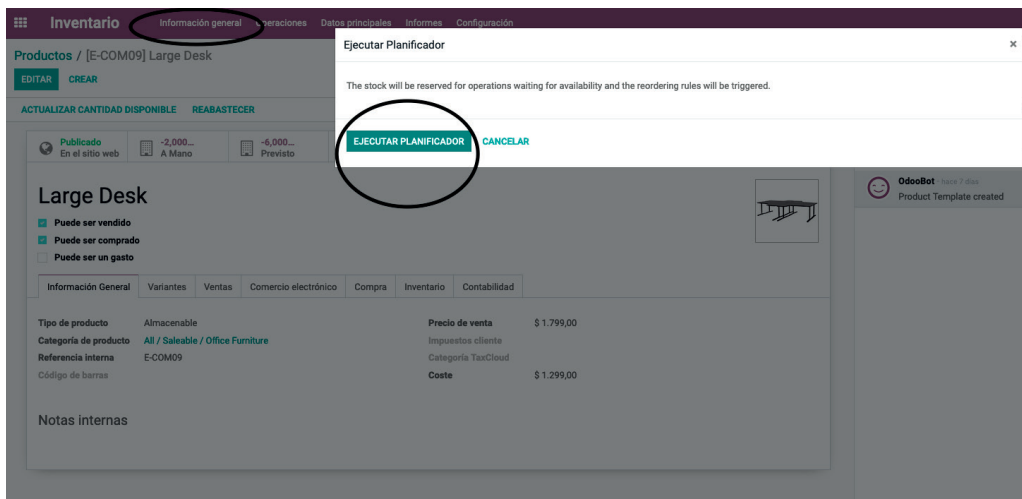 Inventario Información general Operaciones Datos principales Informes Configuración
Productos / [E-COM09] Large Desk
EDITAR CREAR
ACTUALIZAR CANTIDAD DISPONIBLE REABASTECER
Ejecutar Planificador ×
The stock will be reserved for operations waiting for availability and the reordering rules will be triggered.
EJECUTAR PLANIFICADOR CANCELAR
Publicado
En el sitio web
-2,000...
A Mano
-6,000...
Previsto
OdooBot - hace 7 días
Product Template created
Large Desk
Puede ser vendido
Puede ser comprado
Puede ser un gasto
Información General Variantes Ventas Comercio electrónico Compra Inventario Contabilidad
Tipo de producto Almacenable
Categoría de producto All / Saleable / Office Furniture
Referencia interna E-COM09
Código de barras
Precio de venta $ 1.799,00
Impuestos cliente
Categoría TaxCloud
Coste $ 1.299,00
Notas internas